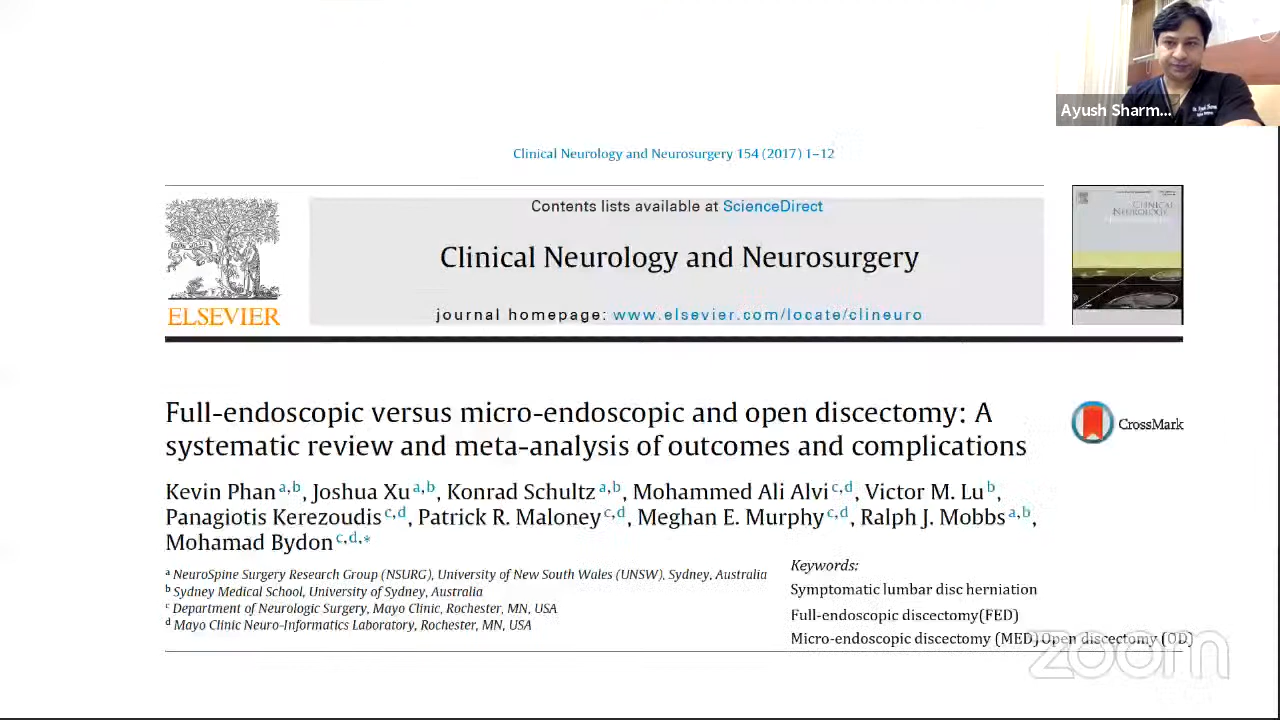 Ayush Sharm...
Clinical Neurology and Neurosurgery 154 (2017) 1–12
Contents lists available at ScienceDirect
Clinical Neurology and Neurosurgery
journal homepage: www.elsevier.com/locate/clineuro
ELSEVIER
CLINICAL
NEUROLOGY
Full-endoscopic versus micro-endoscopic and open discectomy: A
systematic review and meta-analysis of outcomes and complications
CrossMark
Kevin Phan a,b, Joshua Xu a,b, Konrad Schultz a,b, Mohammed Ali Alvi c,d, Victor M. Lu b,
Panagiotis Kerezoudis c,d, Patrick R. Maloney c,d, Meghan E. Murphy c,d, Ralph J. Mobbs a,b,
Mohamad Bydon c,d,*
a NeuroSpine Surgery Research Group (NSURG), University of New South Wales (UNSW), Sydney, Australia
b Sydney Medical School, University of Sydney, Australia
c Department of Neurologic Surgery, Mayo Clinic, Rochester, MN, USA
d Mayo Clinic Neuro-Informatics Laboratory, Rochester, MN, USA
Keywords:
Symptomatic lumbar disc herniation
Full-endoscopic discectomy(FED)
Micro-endoscopic discectomy (MED)Open discectomy (OD)
zoom